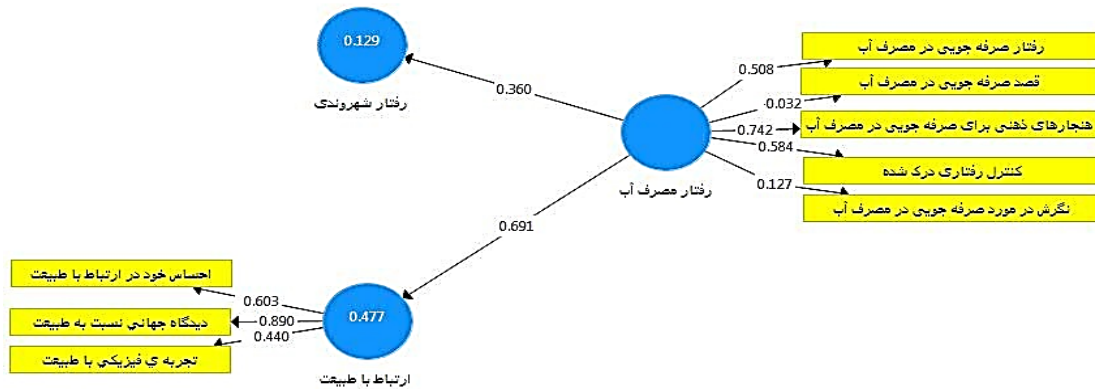 0.129
رفتار شهروندی
0.360
رفتار مصرف آب
رفتار صرفه جویی در مصرف آب
0.508
قصد صرفه جویی در مصرف آب
-0.032
هنجارهای ذهنی برای صرفه جویی در مصرف آب
0.742
کنترل رفتاری درک شده
0.584
نگرش در مورد صرفه جویی در مصرف آب
0.127
0.691
احساس خود در ارتباط با طبیعت
0.603
دیدگاه جهاني نسبت به طبیعت
0.890
تجربه ي فیزیکي با طبیعت
0.440
0.477
ارتباط با طبیعت